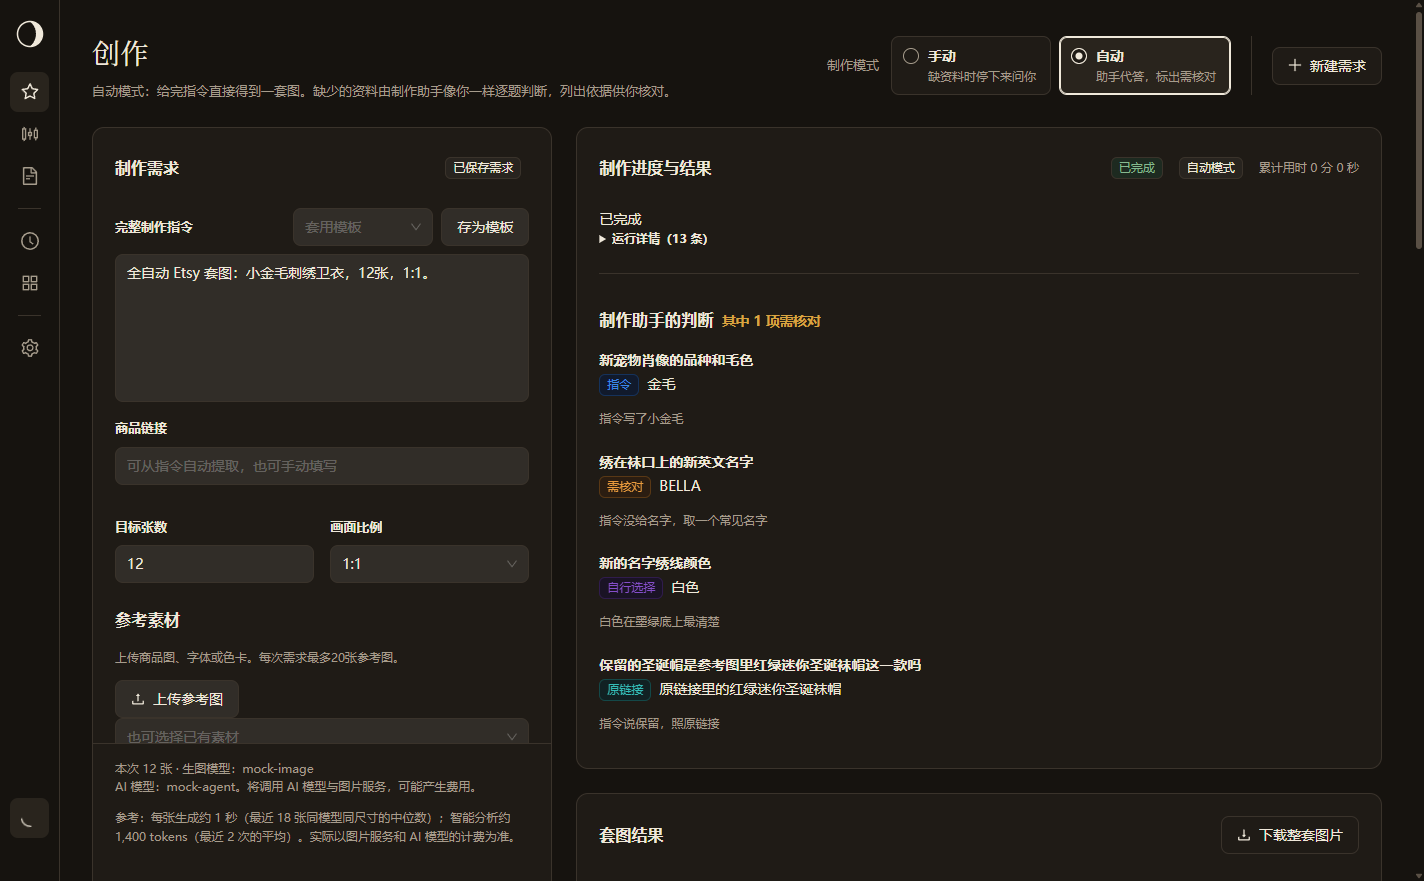 创作
自动模式：给完指令直接得到一套图。缺少的资料由制作助手像你一样逐题判断，列出依据供你核对。
制作模式
手动
缺资料时停下来问你
自动
助手代答，标出需核对
新建需求
制作需求
已保存需求
完整制作指令
套用模板
存为模板
全自动 Etsy 套图：小金毛刺绣卫衣，12张，1:1。
商品链接
可从指令自动提取，也可手动填写
目标张数
画面比例
12
1:1
参考素材
上传商品图、字体或色卡。每次需求最多20张参考图。
上传参考图
也可选择已有素材
本次 12 张 · 生图模型：mock-image
AI 模型：mock-agent。将调用 AI 模型与图片服务，可能产生费用。
参考：每张生成约 1 秒（最近 18 张同模型同尺寸的中位数）；智能分析约
1,400 tokens（最近 2 次的平均）。实际以图片服务和 AI 模型的计费为准。
制作进度与结果
已完成
自动模式
累计用时 0 分 0 秒
已完成
运行详情（13 条）
制作助手的判断 其中 1 项需核对
新宠物肖像的品种和毛色
指令 金毛
指令写了小金毛
绣在袜口上的新英文名字
需核对 BELLA
指令没给名字，取一个常见名字
新的名字绣线颜色
自行选择 白色
白色在墨绿底上最清楚
保留的圣诞帽是参考图里红绿迷你圣诞袜帽这一款吗
原链接 原链接里的红绿迷你圣诞袜帽
指令说保留，照原链接
套图结果
下载整套图片